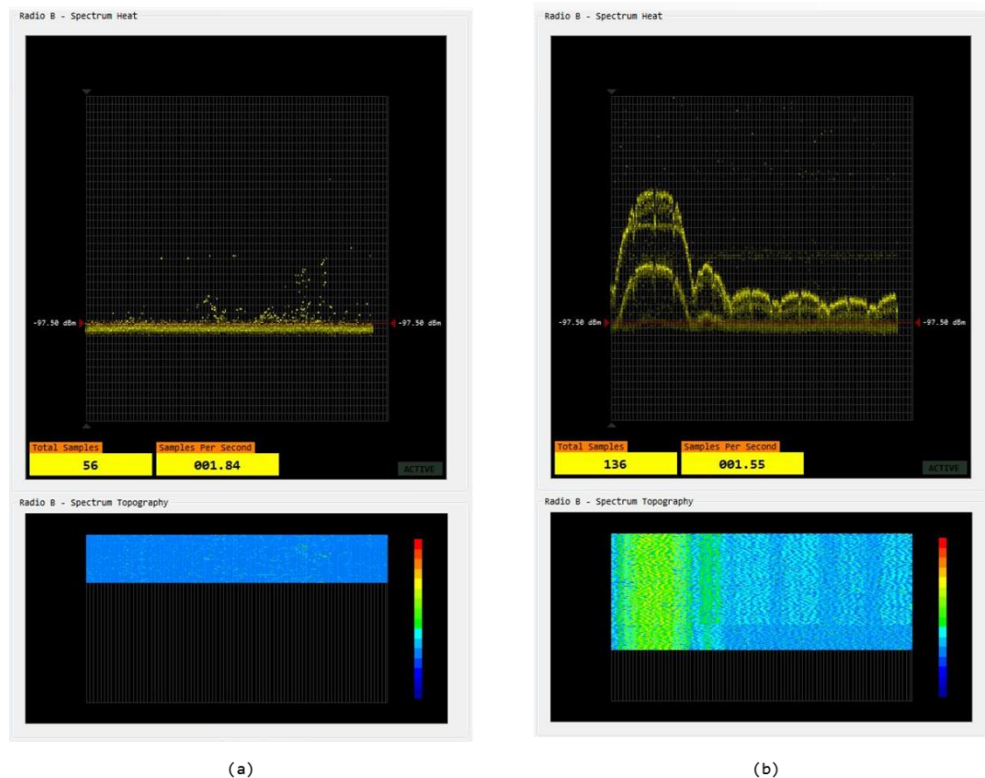 Radio B - Spectrum Heat
-97.50 dBm
-97.50 dBm
Total Samples
Samples Per Second
56
001.84
ACTIVE
Radio B - Spectrum Topography
(a)
Radio B - Spectrum Heat
-97.50 dBm
-97.50 dBm
Total Samples
Samples Per Second
136
001.55
ACTIVE
Radio B - Spectrum Topography
(b)